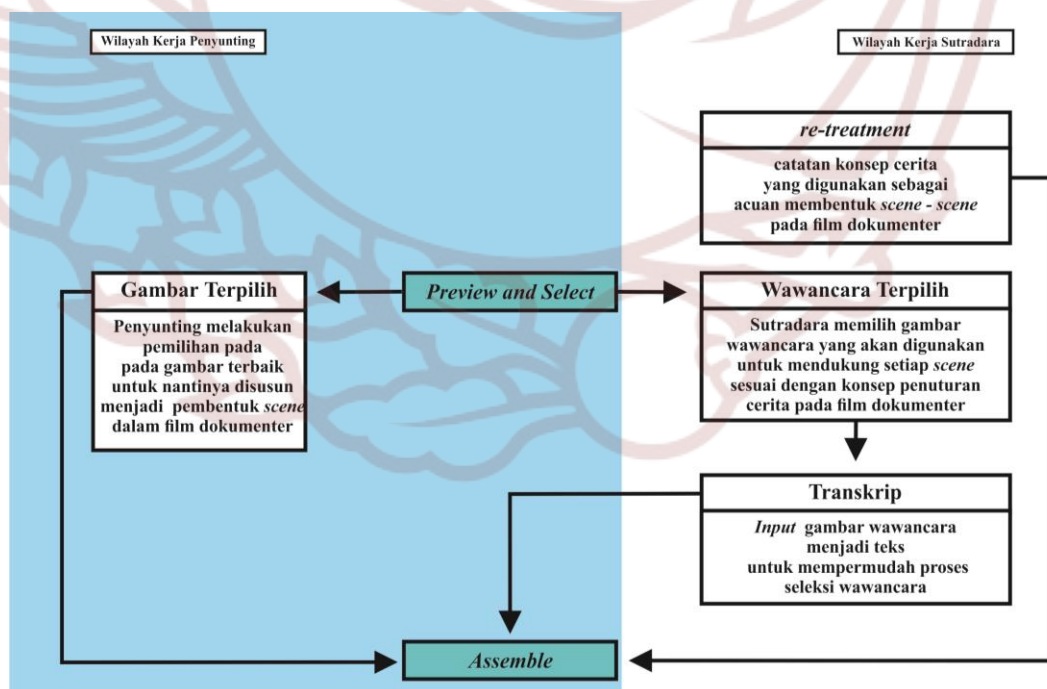 Wilayah Kerja Penyunting
Wilayah Kerja Sutradara
re-treatment
catatan konsep cerita
yang digunakan sebagai
acuan membentuk scene - scene
pada film dokumenter
Gambar Terpilih
Penyunting melakukan
pemilihan pada
pada gambar terbaik
untuk nantinya disusun
menjadi pembentuk scene
dalam film dokumenter
Preview and Select
Wawancara Terpilih
Sutradara memilih gambar
wawancara yang akan digunakan
untuk mendukung setiap scene
sesuai dengan konsep penuturan
cerita pada film dokumenter
Transkrip
Input gambar wawancara
menjadi teks
untuk mempermudah proses
seleksi wawancara
Assemble